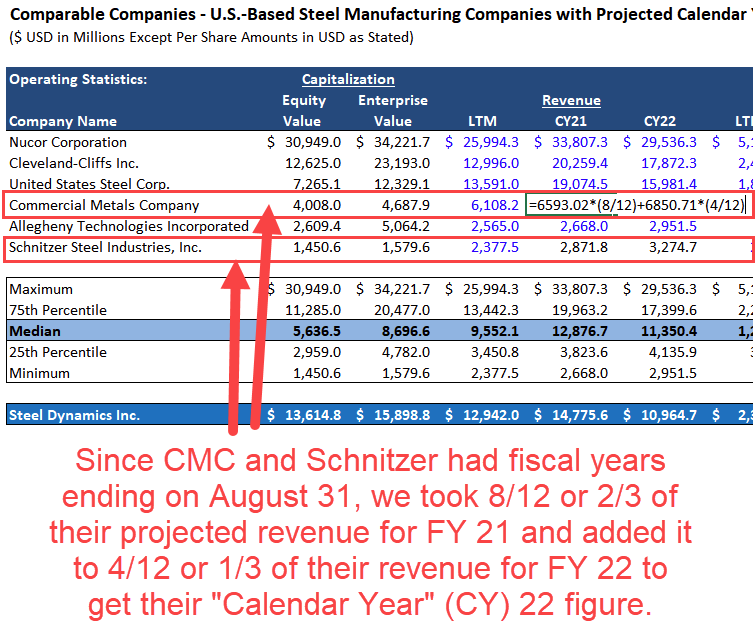 Comparable Companies - U.S.-Based Steel Manufacturing Companies with Projected Calendar
($ USD in Millions Except Per Share Amounts in USD as Stated)
Operating Statistics: Capitalization
Equity Enterprise Revenue
Company Name Value Value LTM CY21 CY22
Nucor Corporation $ 30,949.0 $ 34,221.7 $ 25,994.3 $ 33,807.3 $ 29,536.3 $
Cleveland-Cliffs Inc. 12,625.0 23,193.0 12,996.0 20,259.4 17,872.3
United States Steel Corp. 7,265.1 12,329.1 13,591.0 19,074.5 15,981.4
Commercial Metals Company 4,008.0 4,687.9 6,108.2 =6593.02*(8/12)+6850.71*(4/12)
Allegheny Technologies Incorporated 2,609.4 5,064.2 2,565.0 2,668.0 2,951.5
Schnitzer Steel Industries, Inc. 1,450.6 1,579.6 2,377.5 2,871.8 3,274.7
Maximum $ 30,949.0 $ 34,221.7 $ 25,994.3 $ 33,807.3 $ 29,536.3 $
75th Percentile 11,285.0 20,477.0 13,442.3 19,963.2 17,399.6
Median 5,636.5 8,696.6 9,552.1 12,876.7 11,350.4
25th Percentile 2,959.0 4,782.0 3,450.8 3,823.6 4,135.9
Minimum 1,450.6 1,579.6 2,377.5 2,668.0 2,951.5
Steel Dynamics Inc. $ 13,614.8 $ 15,898.8 $ 12,942.0 $ 14,775.6 $ 10,964.7 $
Since CMC and Schnitzer had fiscal years
ending on August 31, we took 8/12 or 2/3 of
their projected revenue for FY 21 and added it
to 4/12 or 1/3 of their revenue for FY 22 to
get their "Calendar Year" (CY) 22 figure.